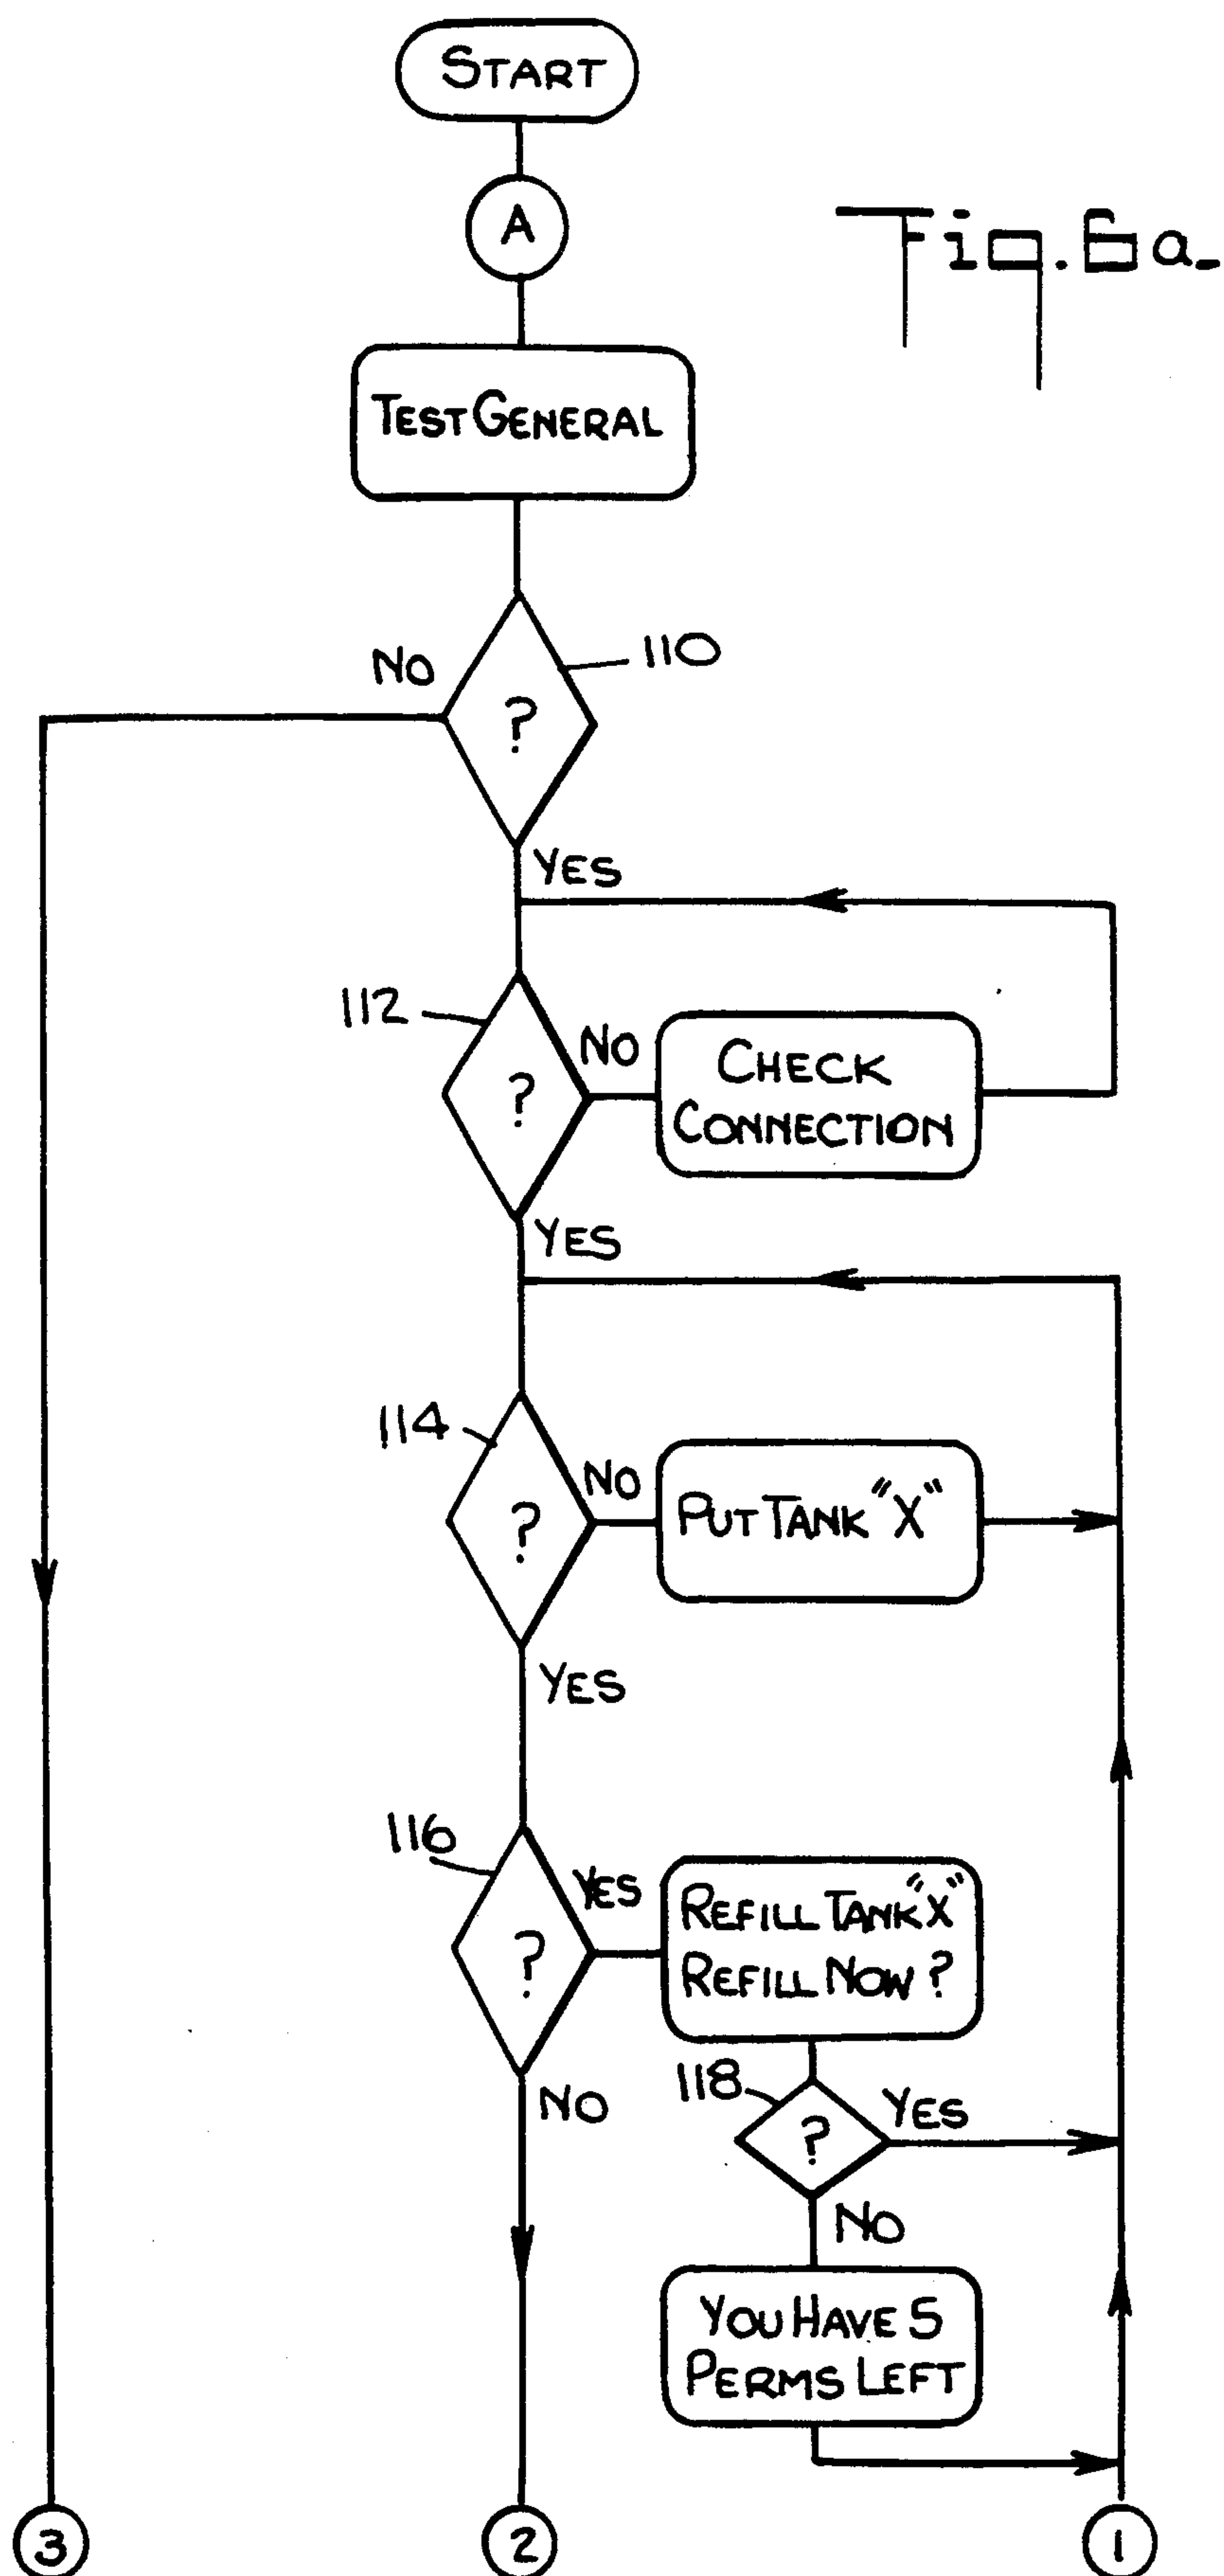 START
A
Fig. 6a.
TEST GENERAL
NO
110
?
YES
112
NO
?
CHECK
CONNECTION
YES
114
NO
?
PUT TANK "X"
YES
116
YES
?
REFILL TANK "X"
REFILL NOW ?
NO
118
YES
?
NO
YOU HAVE 5
PERMS LEFT
3
2
1